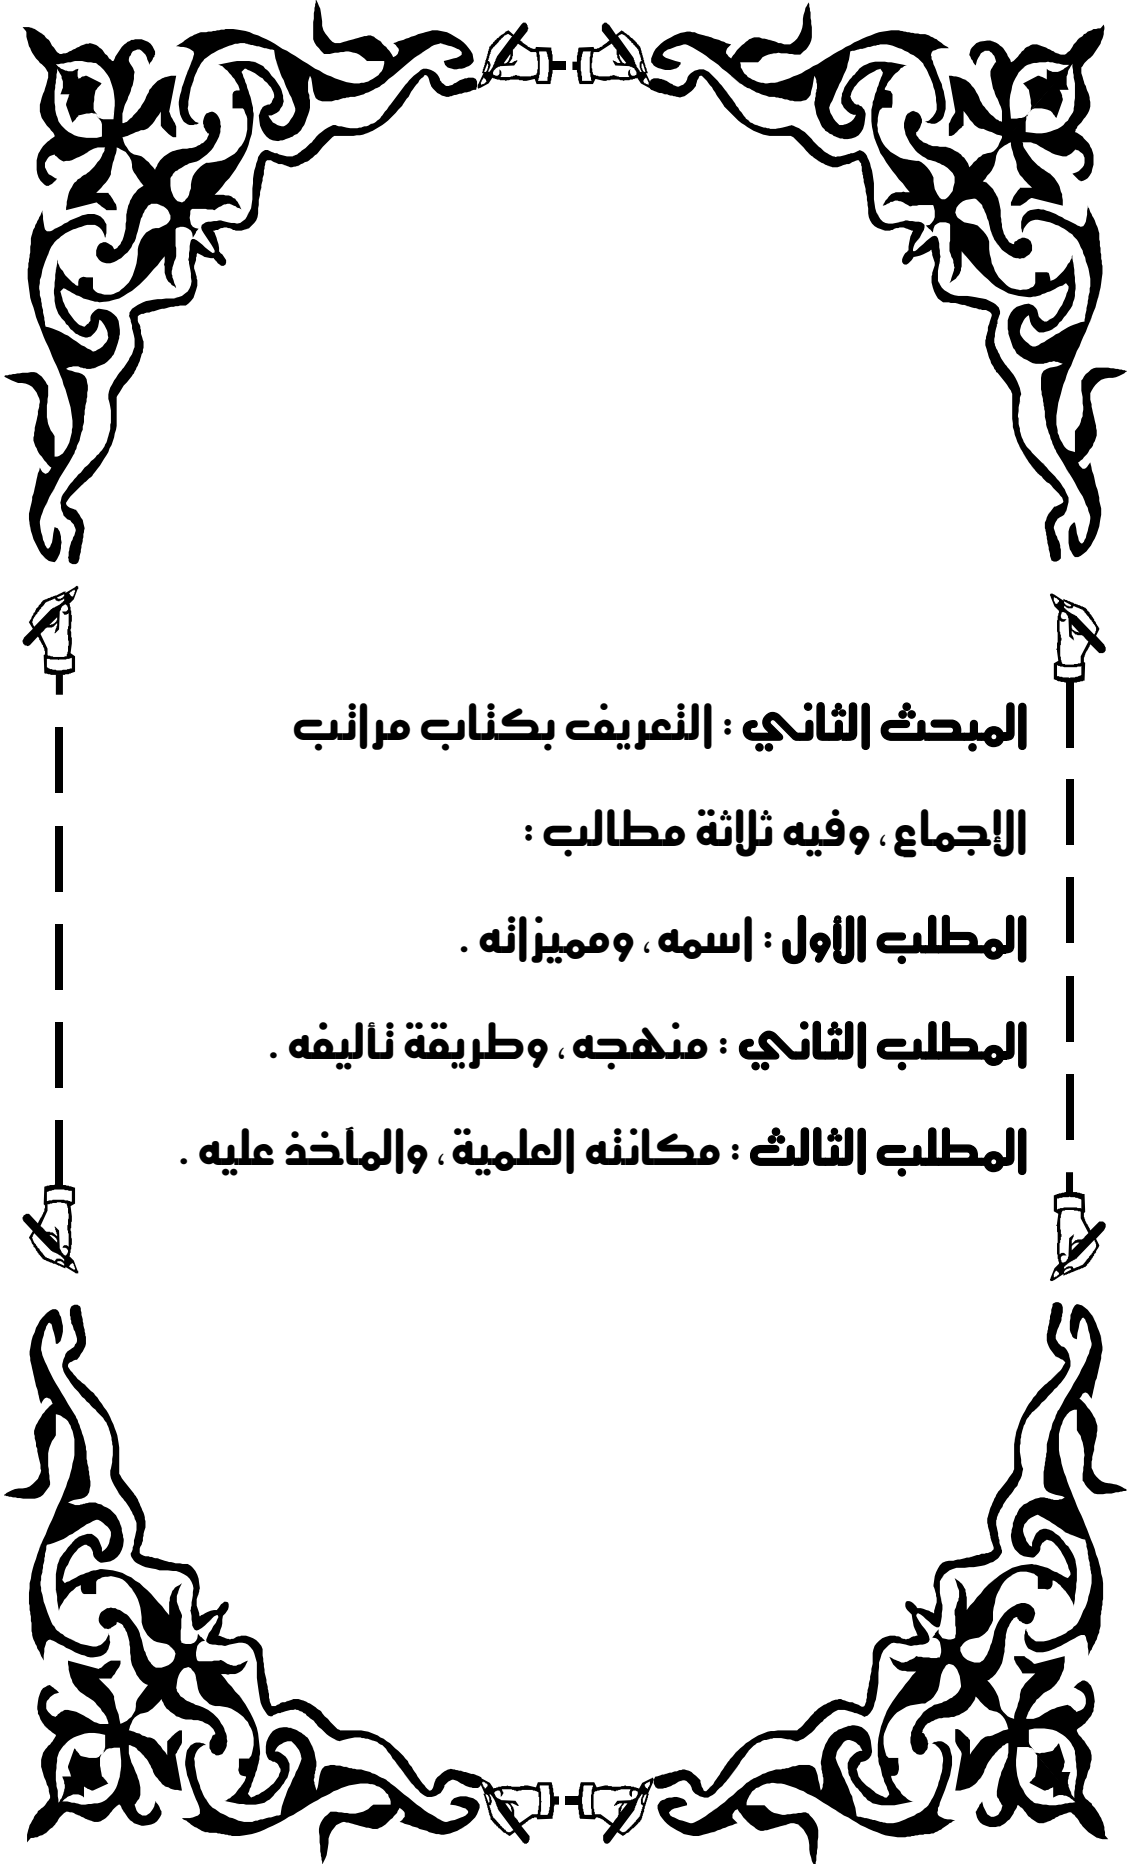 المبحث الثاني : التعريف بكتاب مراتب
الإجماع ، وفيه ثلاثة مطالب :
المطلب الأول : اسمه ، ومميزاته .
المطلب الثاني : منهجه ، وطريقة تأليفه .
المطلب الثالث : مكانته العلمية ، والمأخذ عليه .